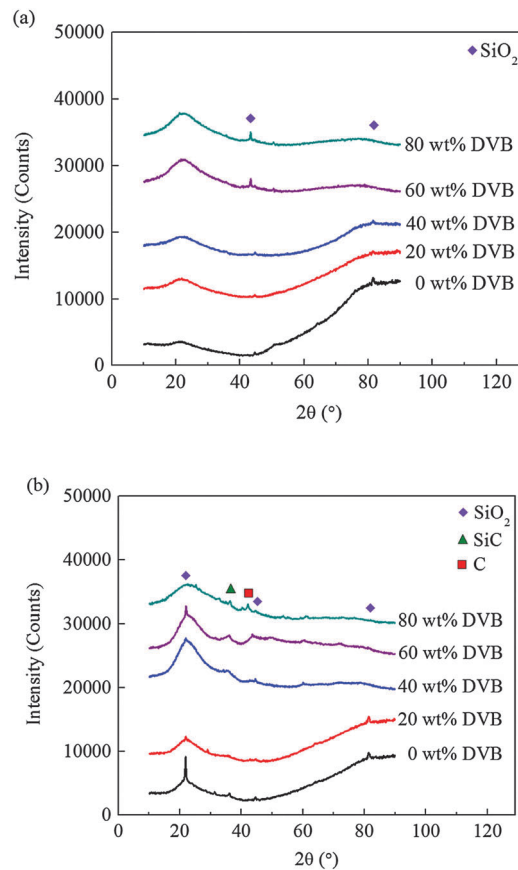 (a)
50000
SiO2
40000
80 wt% DVB
30000
60 wt% DVB
40 wt% DVB
20000
20 wt% DVB
10000
0 wt% DVB
0
Intensity (Counts)
0 20 40 60 80 100 120
2θ (°)
(b)
50000
SiO2
SiC
C
40000
80 wt% DVB
30000
60 wt% DVB
40 wt% DVB
20000
20 wt% DVB
10000
0 wt% DVB
0
Intensity (Counts)
0 20 40 60 80 100 120
2θ (°)